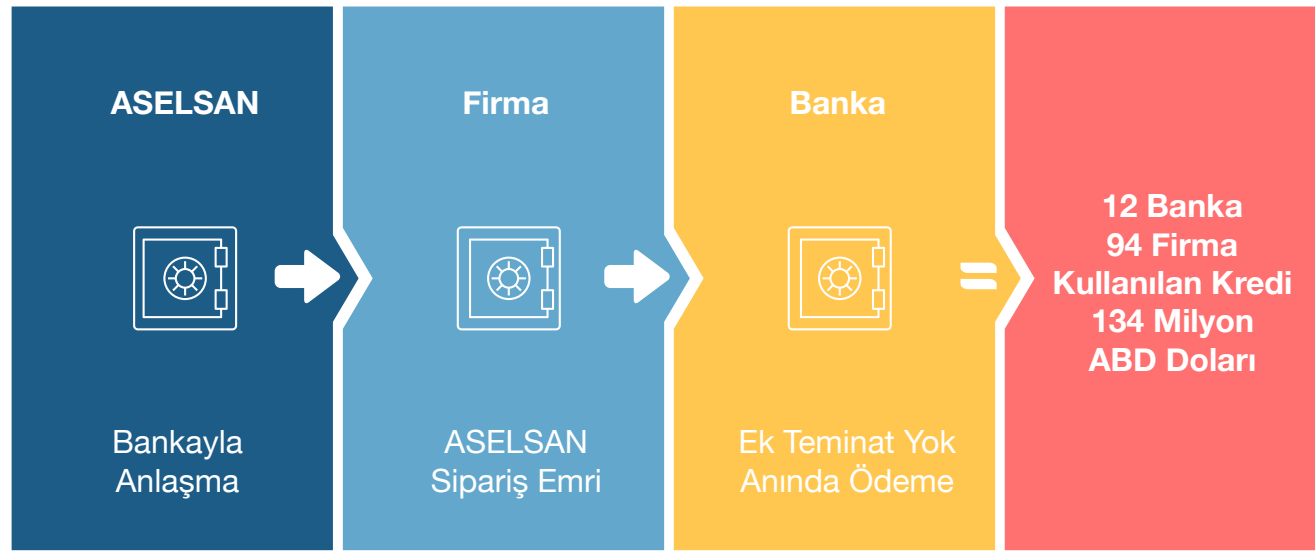 ASELSAN
Bankayla
Anlaşma
Firma
ASELSAN
Sipariş Emri
Banka
Ek Teminat Yok
Anında Ödeme
=
12 Banka
94 Firma
Kullanılan Kredi
134 Milyon
ABD Doları